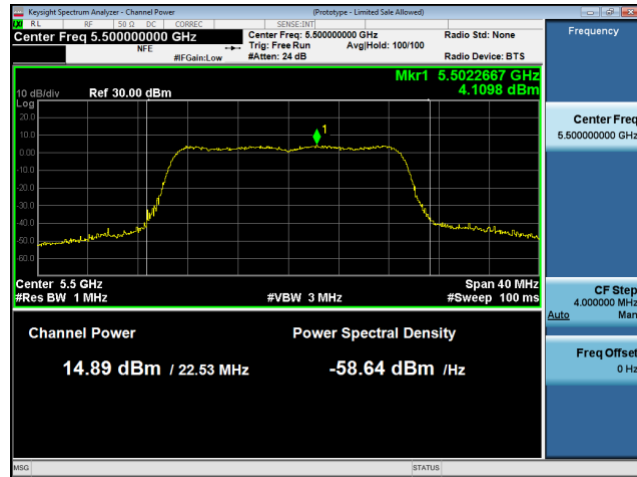 Keysight Spectrum Analyzer - Channel Power (Prototype - Limited Sale Allowed)
LXI RL RF 50 Ω DC CORREC SENSE:INT
Center Freq 5.500000000 GHz
NFE
#IFGain:Low
Center Freq: 5.500000000 GHz
Trig: Free Run Avg|Hold: 100/100
#Atten: 24 dB
Radio Std: None
Radio Device: BTS
Mkr1 5.5022667 GHz
4.1098 dBm
10 dB/div Ref 30.00 dBm
Log
20.0
10.0
0.00
-10.0
-20.0
-30.0
-40.0
-50.0
-60.0
1
Center 5.5 GHz Span 40 MHz
#Res BW 1 MHz #VBW 3 MHz #Sweep 100 ms
Channel Power Power Spectral Density
14.89 dBm / 22.53 MHz -58.64 dBm /Hz
Frequency
Center Freq
5.500000000 GHz
CF Step
4.000000 MHz
Auto Man
Freq Offset
0 Hz
MSG STATUS